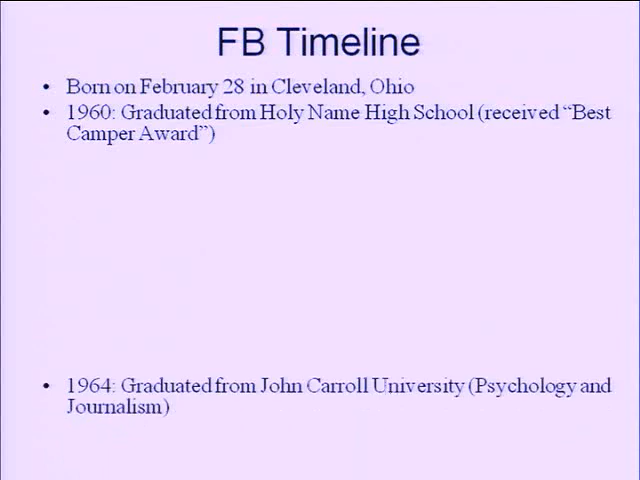 FB Timeline
• Born on February 28 in Cleveland, Ohio
• 1960: Graduated from Holy Name High School (received “Best
Camper Award”)
• 1964: Graduated from John Carroll University (Psychology and
Journalism)